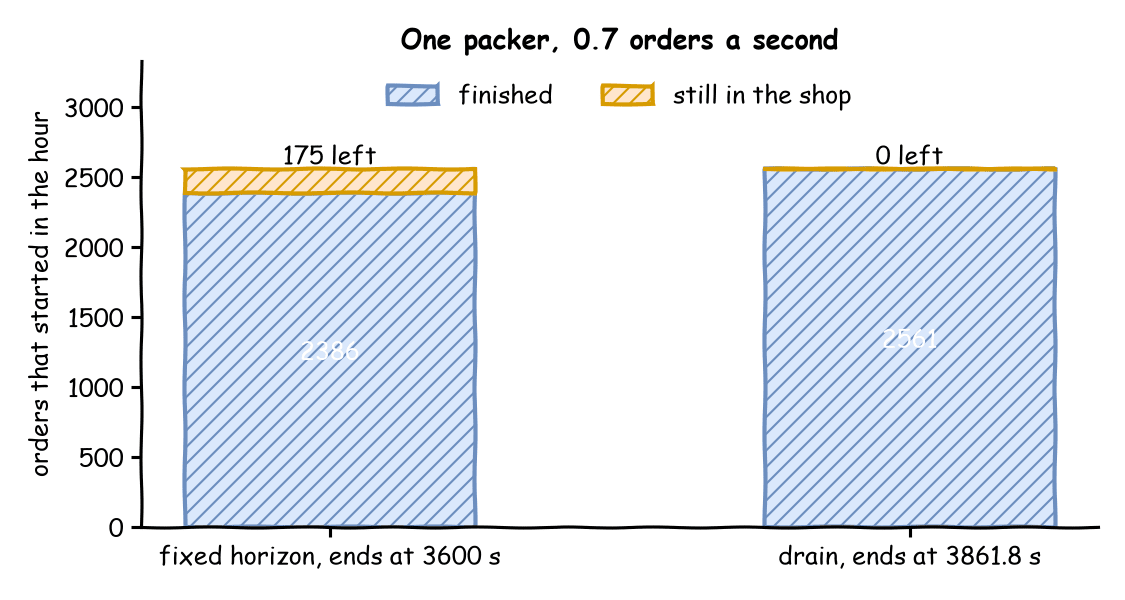 One packer, 0.7 orders a second
finished
still in the shop
orders that started in the hour
3000
2500
2000
1500
1000
500
0
175 left
0 left
2386
2561
fixed horizon, ends at 3600 s
drain, ends at 3861.8 s